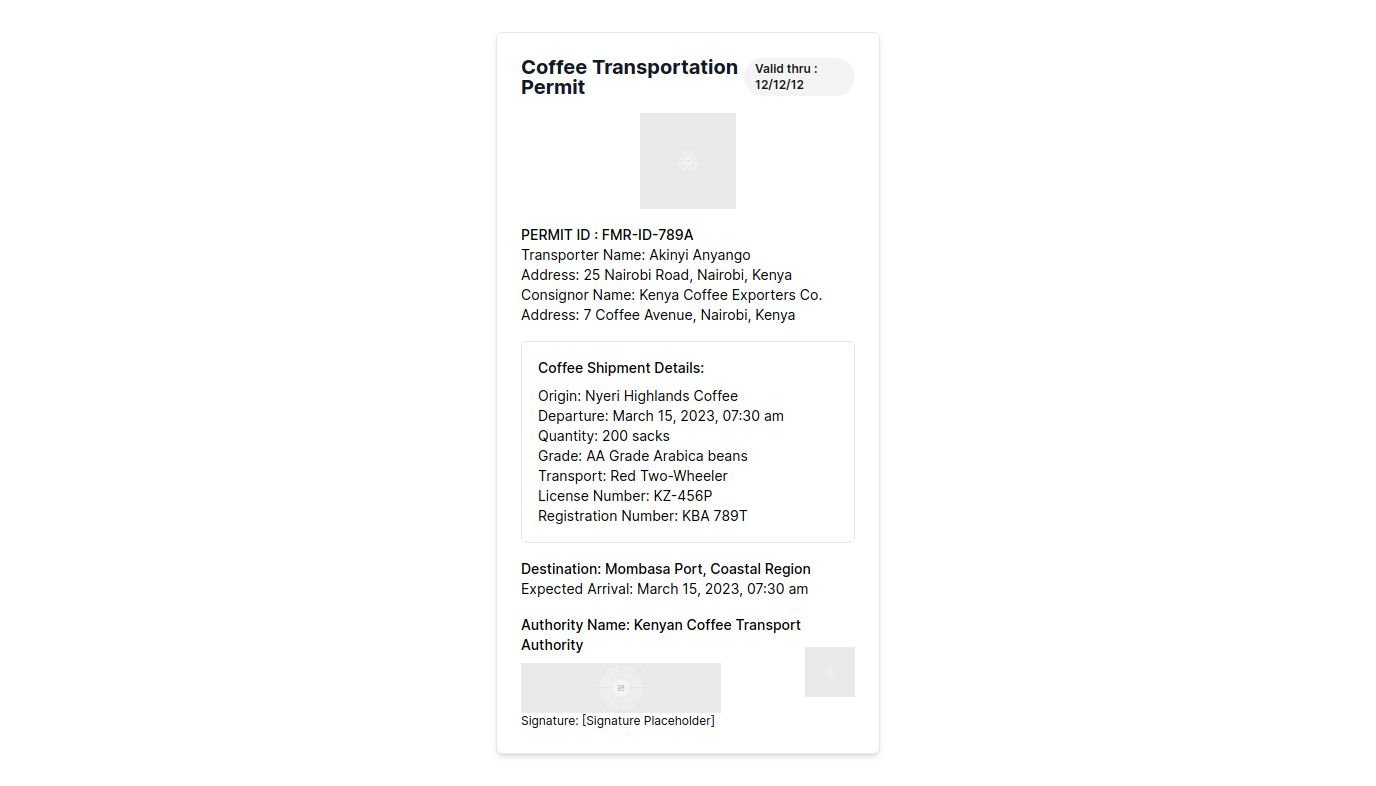 Coffee Transportation
Permit
Valid thru :
12/12/12
PERMIT ID : FMR-ID-789A
Transporter Name: Akinyi Anyango
Address: 25 Nairobi Road, Nairobi, Kenya
Consignor Name: Kenya Coffee Exporters Co.
Address: 7 Coffee Avenue, Nairobi, Kenya
Coffee Shipment Details:
Origin: Nyeri Highlands Coffee
Departure: March 15, 2023, 07:30 am
Quantity: 200 sacks
Grade: AA Grade Arabica beans
Transport: Red Two-Wheeler
License Number: KZ-456P
Registration Number: KBA 789T
Destination: Mombasa Port, Coastal Region
Expected Arrival: March 15, 2023, 07:30 am
Authority Name: Kenyan Coffee Transport
Authority
Signature: [Signature Placeholder]